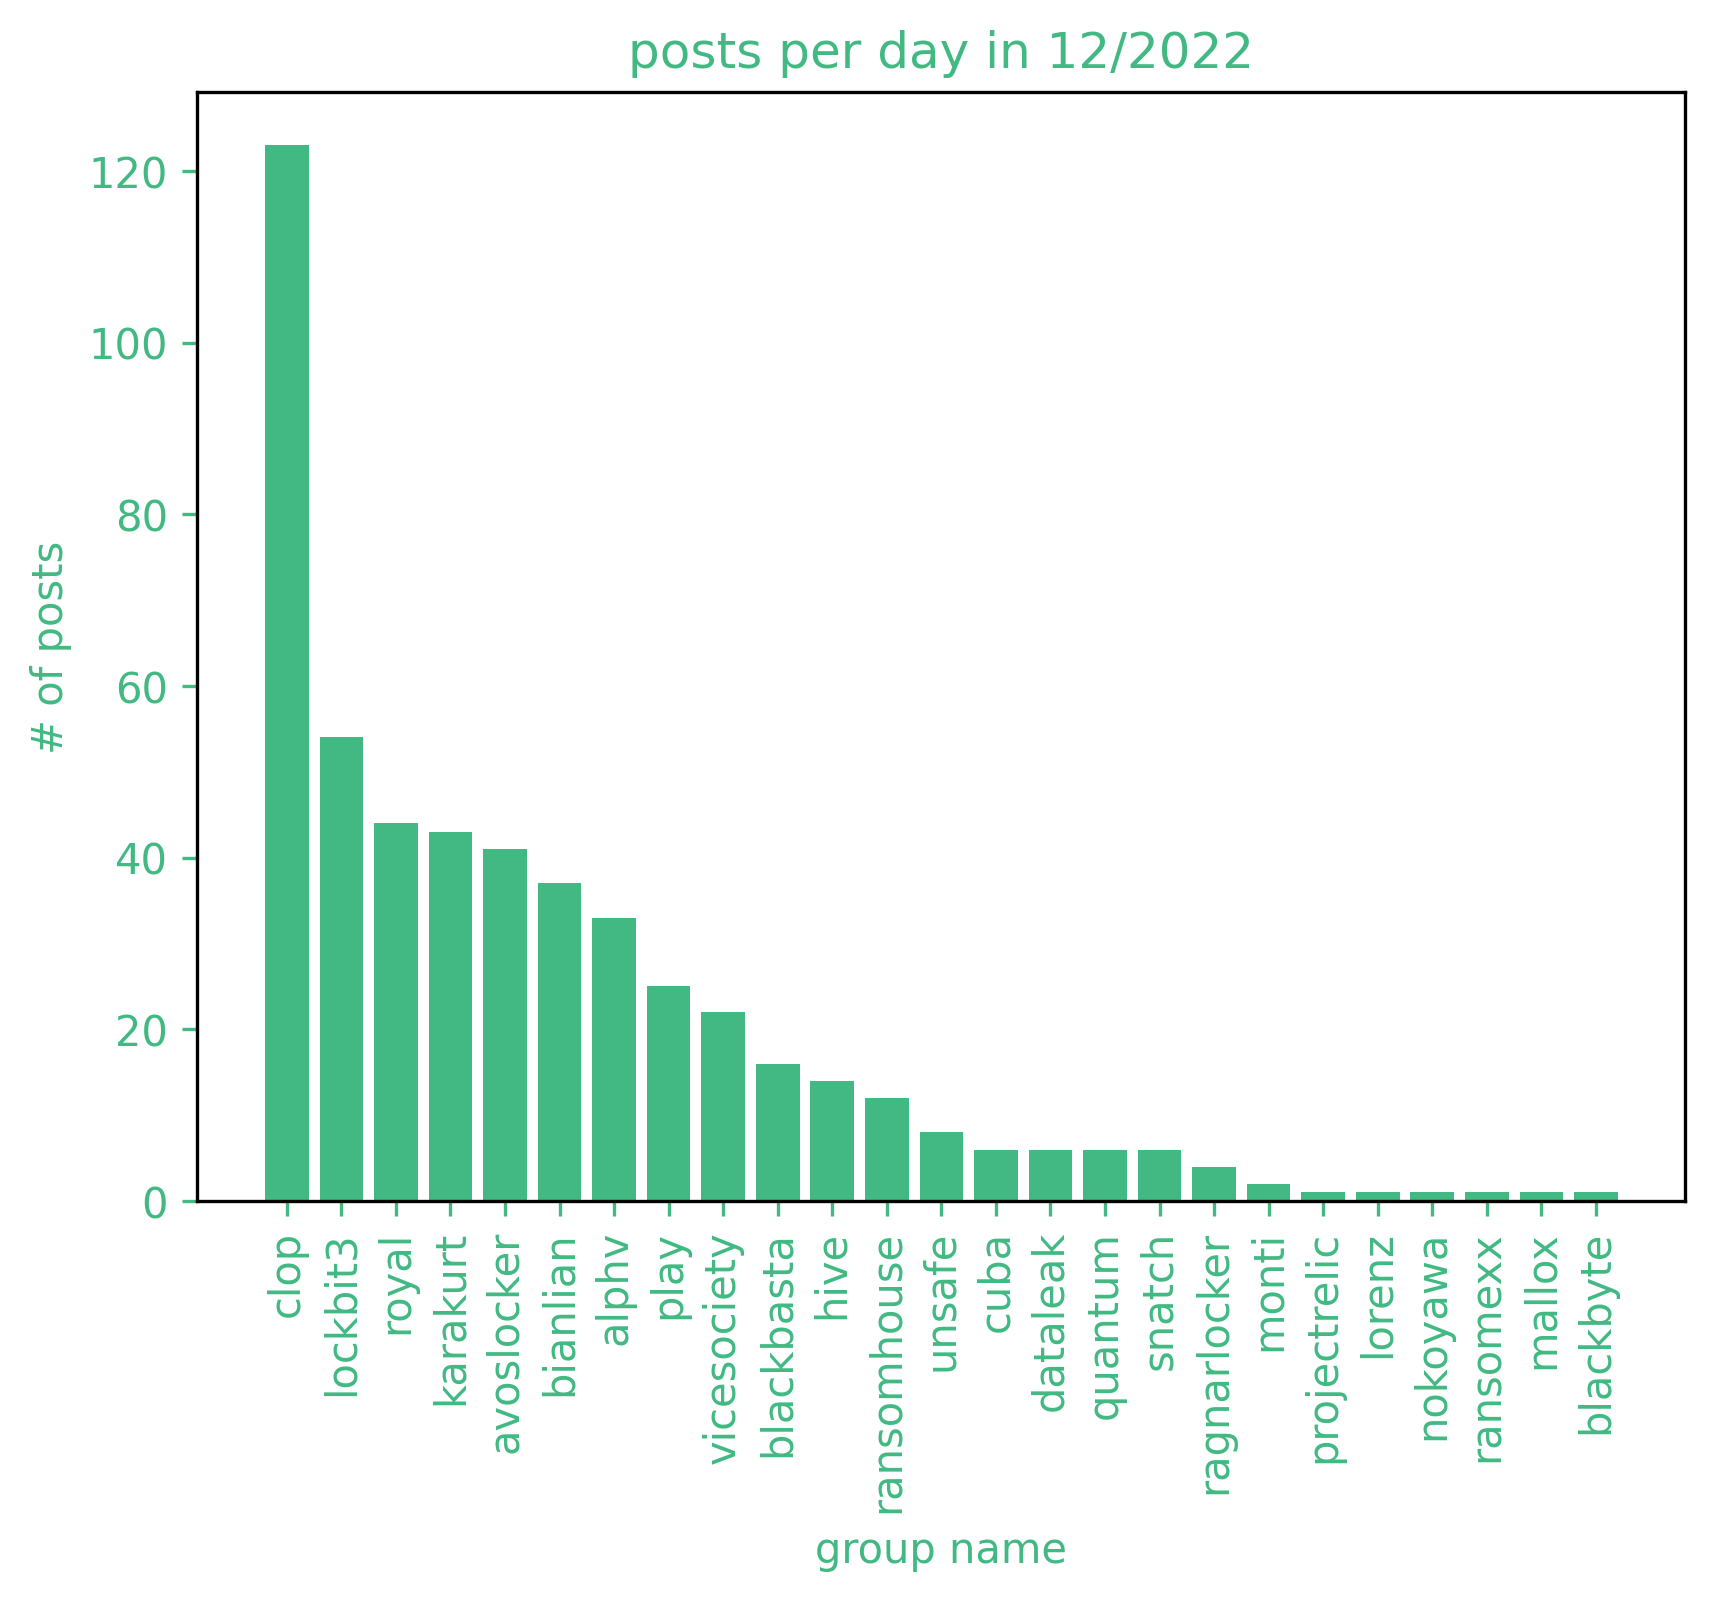 posts per day in 12/2022
# of posts
120
100
80
60
40
20
0
clop
lockbit3
royal
karakurt
avoslocker
bianlian
alphv
play
vicesociety
blackbasta
hive
ransomhouse
unsafe
cuba
dataleak
quantum
snatch
ragnarlocker
monti
projectrelic
lorenz
nokoyawa
ransomexx
mallox
blackbyte
group name